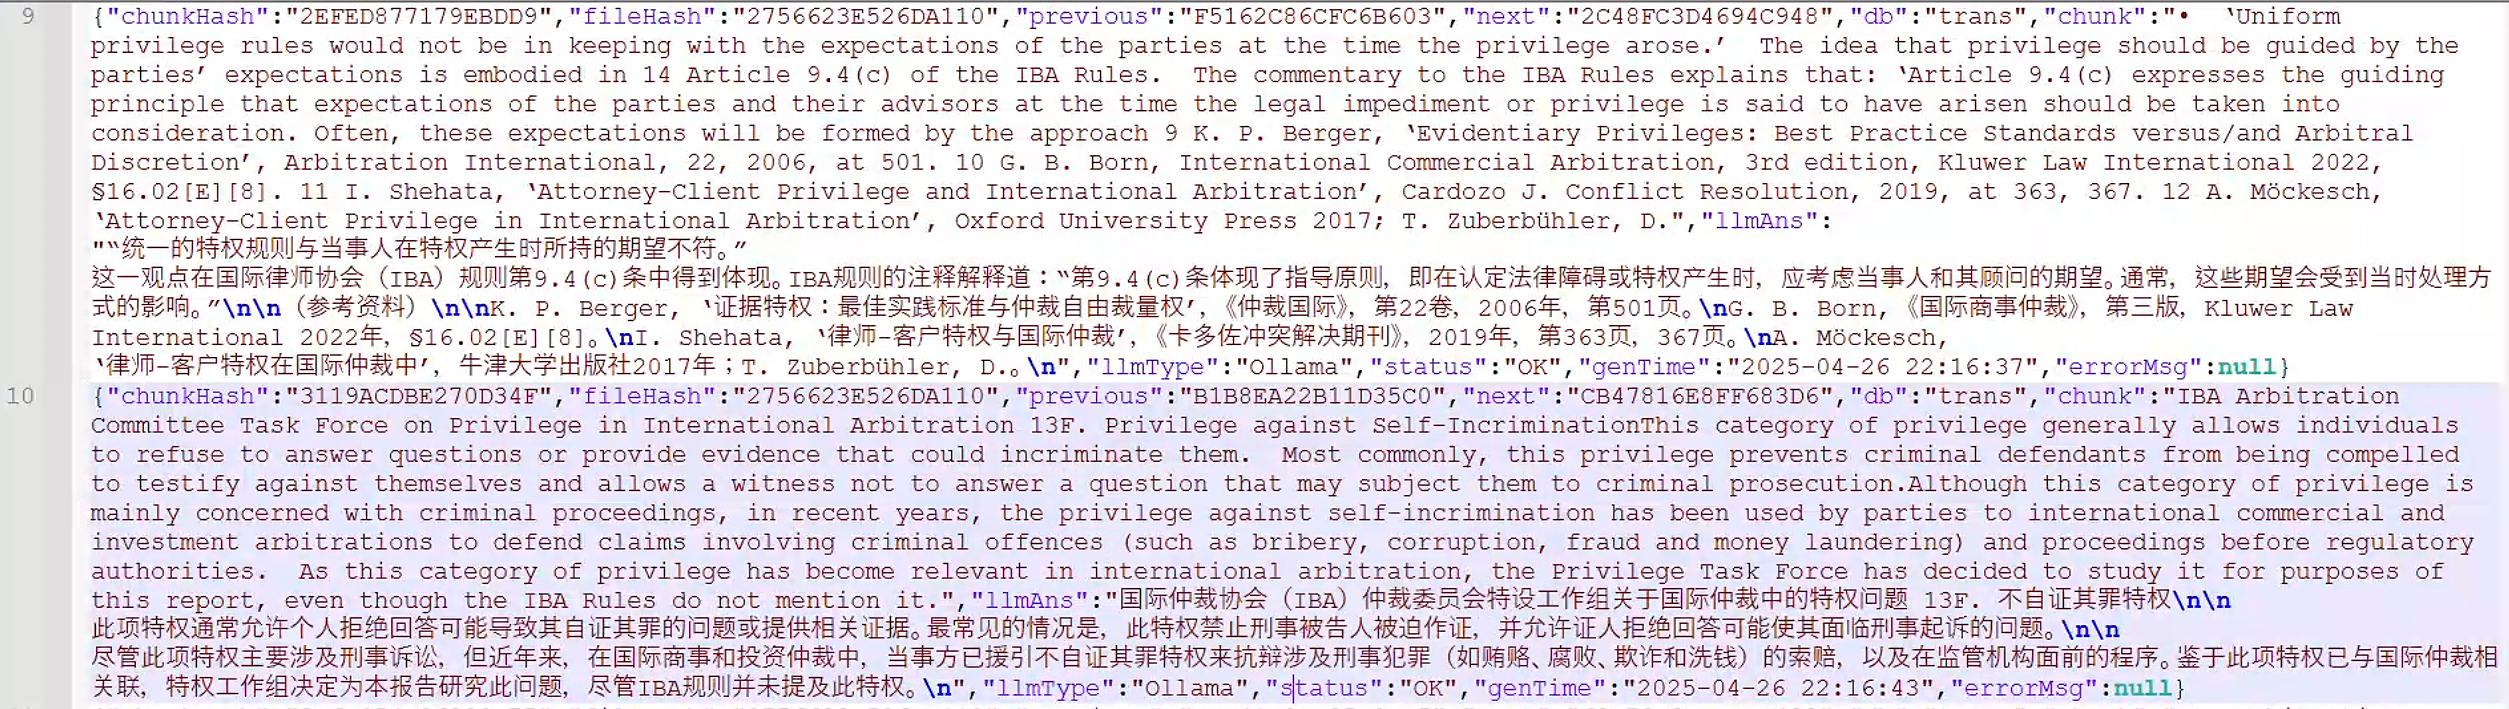 9 {"chunkHash":"2EFED877179EBDD9","fileHash":"2756623E526DA110","previous":"F5162C86CFC6B603","next":"2C48FC3D4694C948","db":"trans","chunk":"•  ‘Uniform
privilege rules would not be in keeping with the expectations of the parties at the time the privilege arose.’  The idea that privilege should be guided by the
parties’ expectations is embodied in 14 Article 9.4(c) of the IBA Rules.  The commentary to the IBA Rules explains that: ‘Article 9.4(c) expresses the guiding
principle that expectations of the parties and their advisors at the time the legal impediment or privilege is said to have arisen should be taken into
consideration. Often, these expectations will be formed by the approach 9 K. P. Berger, ‘Evidentiary Privileges: Best Practice Standards versus/and Arbitral
Discretion’, Arbitration International, 22, 2006, at 501. 10 G. B. Born, International Commercial Arbitration, 3rd edition, Kluwer Law International 2022,
§16.02[E][8]. 11 I. Shehata, ‘Attorney-Client Privilege and International Arbitration’, Cardozo J. Conflict Resolution, 2019, at 363, 367. 12 A. Möckesch,
‘Attorney-Client Privilege in International Arbitration’, Oxford University Press 2017; T. Zuberbühler, D.","llmAns":
"“统一的特权规则与当事人在特权产生时所持的期望不符。”
这一观点在国际律师协会（IBA）规则第9.4(c)条中得到体现。IBA规则的注释解释道：“第9.4(c)条体现了指导原则，即在认定法律障碍或特权产生时，应考虑当事人和其顾问的期望。通常，这些期望会受到当时处理方
式的影响。”\n\n（参考资料）\n\nK. P. Berger, ‘证据特权：最佳实践标准与仲裁自由裁量权’，《仲裁国际》，第22卷，2006年，第501页。\nG. B. Born,《国际商事仲裁》，第三版，Kluwer Law
International 2022年，§16.02[E][8]。\nI. Shehata, ‘律师-客户特权与国际仲裁’，《卡多佐冲突解决期刊》，2019年，第363页，367页。\nA. Möckesch,
‘律师-客户特权在国际仲裁中’，牛津大学出版社2017年；T. Zuberbühler, D.。\n","llmType":"Ollama","status":"OK","genTime":"2025-04-26 22:16:37","errorMsg":null}
10 {"chunkHash":"3119ACDBE270D34F","fileHash":"2756623E526DA110","previous":"B1B8EA22B11D35C0","next":"CB47816E8FF683D6","db":"trans","chunk":"IBA Arbitration
Committee Task Force on Privilege in International Arbitration 13F. Privilege against Self-IncriminationThis category of privilege generally allows individuals
to refuse to answer questions or provide evidence that could incriminate them.  Most commonly, this privilege prevents criminal defendants from being compelled
to testify against themselves and allows a witness not to answer a question that may subject them to criminal prosecution.Although this category of privilege is
mainly concerned with criminal proceedings, in recent years, the privilege against self-incrimination has been used by parties to international commercial and
investment arbitrations to defend claims involving criminal offences (such as bribery, corruption, fraud and money laundering) and proceedings before regulatory
authorities.  As this category of privilege has become relevant in international arbitration, the Privilege Task Force has decided to study it for purposes of
this report, even though the IBA Rules do not mention it.","llmAns":"国际仲裁协会（IBA）仲裁委员会特设工作组关于国际仲裁中的特权问题 13F. 不自证其罪特权\n\n
此项特权通常允许个人拒绝回答可能导致其自证其罪的问题或提供相关证据。最常见的情况是，此特权禁止刑事被告人被迫作证，并允许证人拒绝回答可能使其面临刑事起诉的问题。\n\n
尽管此项特权主要涉及刑事诉讼，但近年来，在国际商事和投资仲裁中，当事方已援引不自证其罪特权来抗辩涉及刑事犯罪（如贿赂、腐败、欺诈和洗钱）的索赔，以及在监管机构面前的程序。鉴于此项特权已与国际仲裁相
关联，特权工作组决定为本报告研究此问题，尽管IBA规则并未提及此特权。\n","llmType":"Ollama","status":"OK","genTime":"2025-04-26 22:16:43","errorMsg":null}